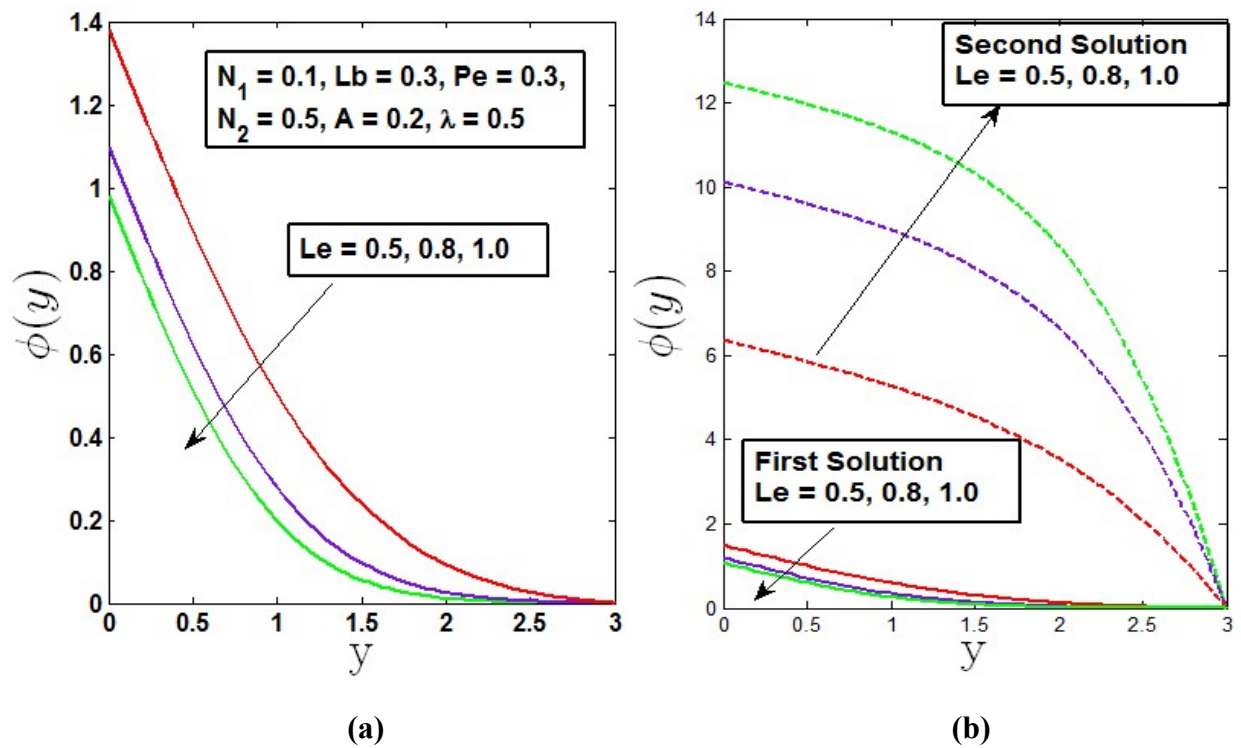 1.4
1.2
1
0.8
0.6
0.4
0.2
0
0
0.5
1
1.5
2
2.5
3
ϕ(y)
y
N1 = 0.1, Lb = 0.3, Pe = 0.3,
N2 = 0.5, A = 0.2, λ = 0.5
Le = 0.5, 0.8, 1.0
(a)
14
12
10
8
6
4
2
0
0
0.5
1
1.5
2
2.5
3
ϕ(y)
y
Second Solution
Le = 0.5, 0.8, 1.0
First Solution
Le = 0.5, 0.8, 1.0
(b)